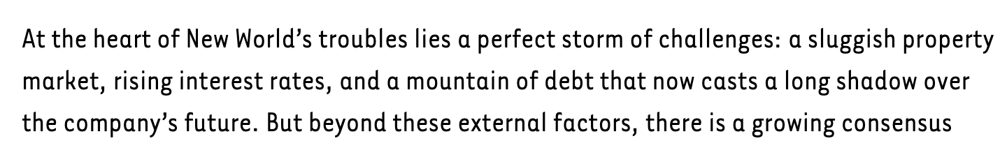 At the heart of New World’s troubles lies a perfect storm of challenges: a sluggish property
market, rising interest rates, and a mountain of debt that now casts a long shadow over
the company’s future. But beyond these external factors, there is a growing consensus